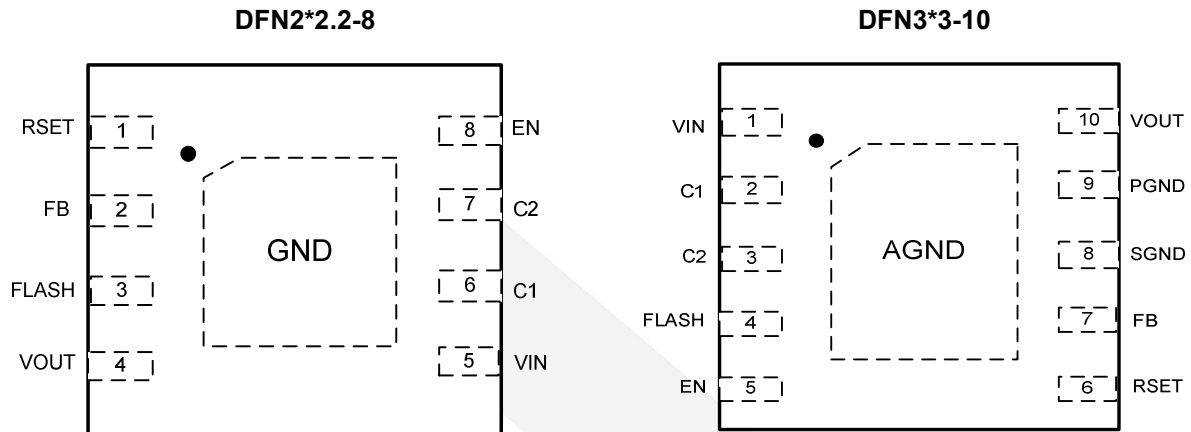 DFN2*2.2-8
RSET 1 8 EN
FB 2 7 C2
GND
FLASH 3 6 C1
VOUT 4 5 VIN
DFN3*3-10
VIN 1 10 VOUT
C1 2 9 PGND
C2 3 AGND 8 SGND
FLASH 4 7 FB
EN 5 6 RSET